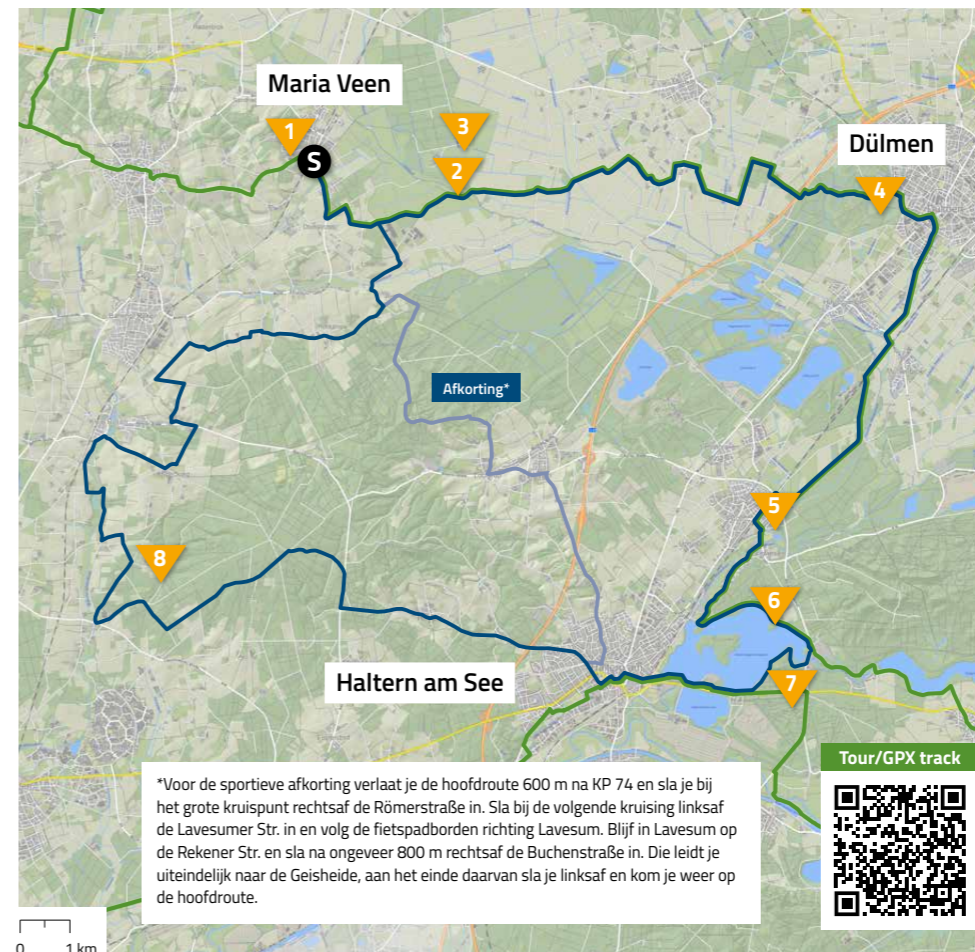 Maria Veen
1
S
3
2
Dülmen
4
Afkorting*
5
8
6
Haltern am See
7
*Voor de sportieve afkorting verlaat je de hoofdroute 600 m na KP 74 en sla je bij
het grote kruispunt rechtsaf de Römerstraße in. Sla bij de volgende kruising linksaf
de Lavesumer Str. in en volg de fietspadborden richting Lavesum. Blijf in Lavesum op
de Rekener Str. en sla na ongeveer 800 m rechtsaf de Buchenstraße in. Die leidt je
uiteindelijk naar de Geisheide, aan het einde daarvan sla je linksaf en kom je weer op
de hoofdroute.
Tour/GPX track
0 1 km